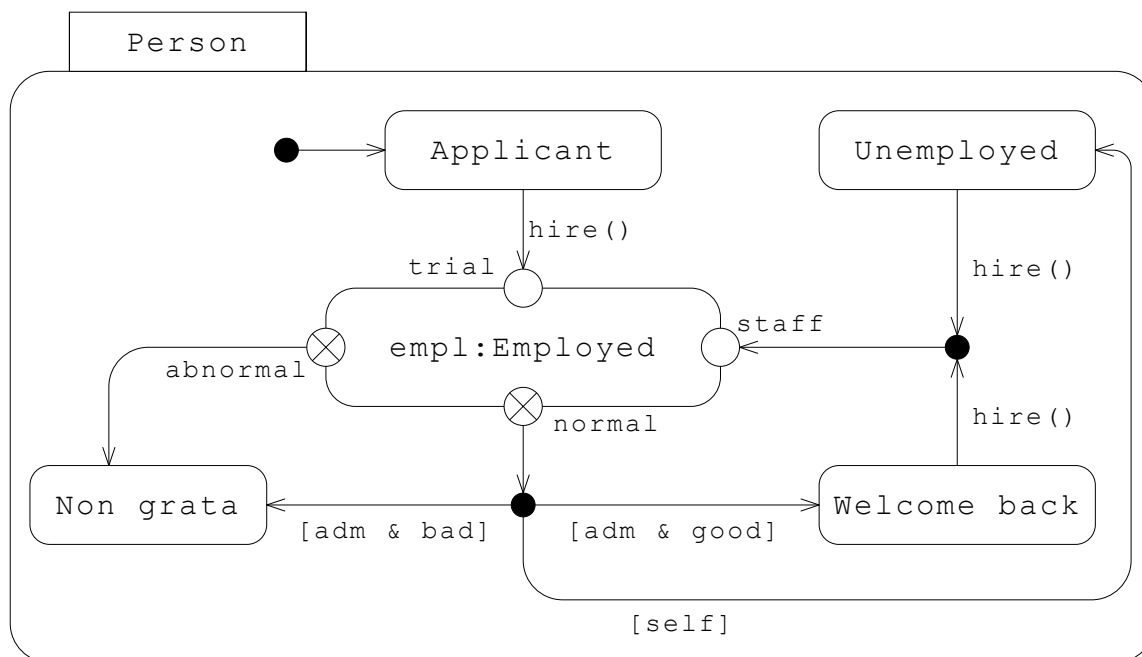 Person
Applicant
Unemployed
hire()
trial
hire()
staff
empl:Employed
abnormal
normal
hire()
Non grata
Welcome back
[adm & bad]
[adm & good]
[self]